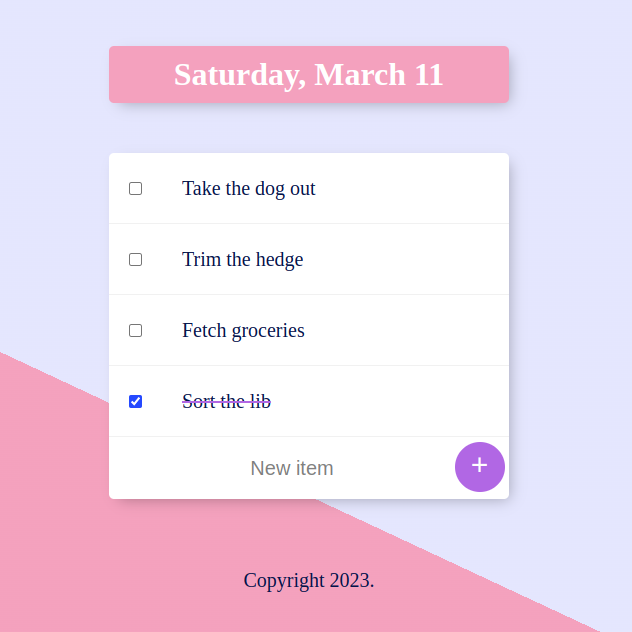 Saturday, March 11
Take the dog out
Trim the hedge
Fetch groceries
Sort the lib
New item
+
Copyright 2023.